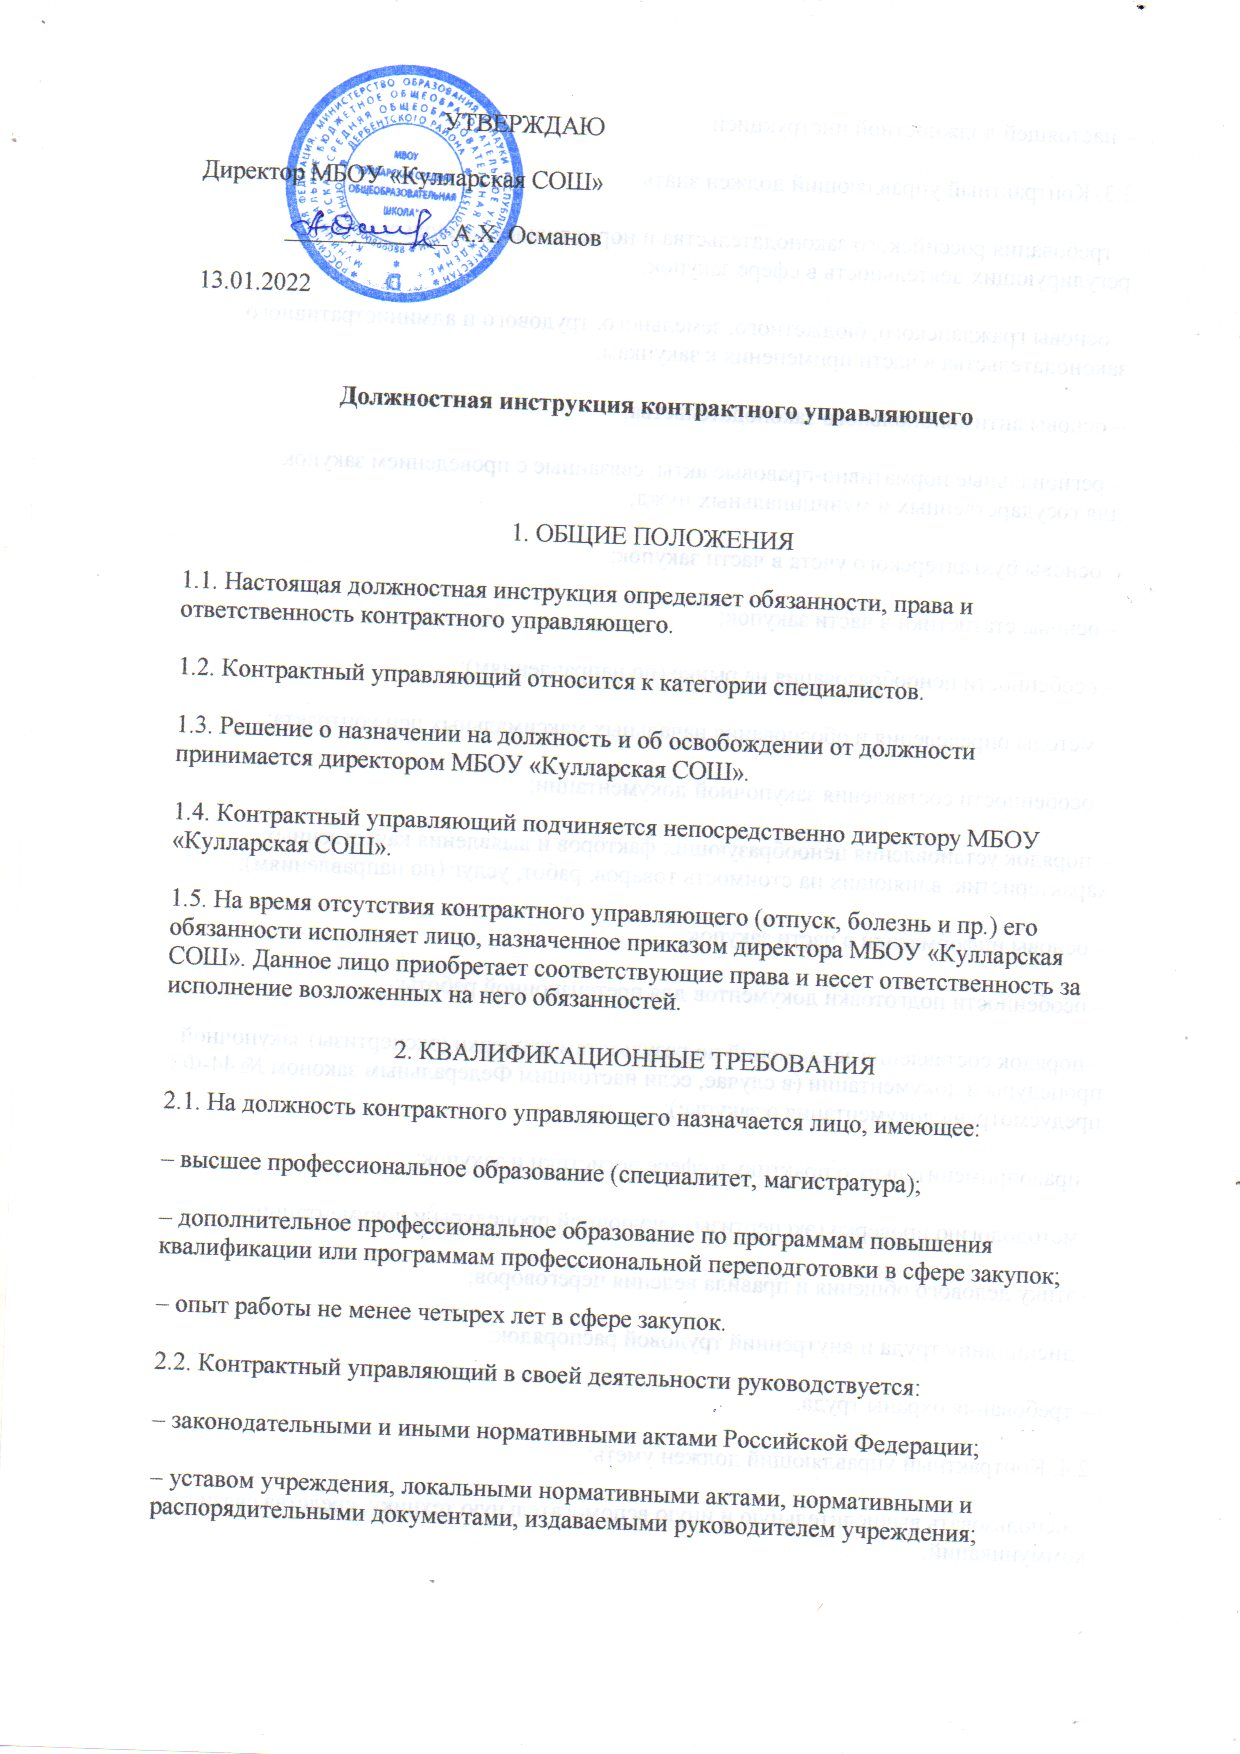 УТВЕРЖДАЮ
Директор МБОУ «Кулларская СОШ»
А.Х. Османов
13.01.2022
МБОУ
"КУЛЛАРСКАЯ СРЕДНЯЯ
ОБЩЕОБРАЗОВАТЕЛЬНАЯ
ШКОЛА"
Должностная инструкция контрактного управляющего
1. ОБЩИЕ ПОЛОЖЕНИЯ
1.1. Настоящая должностная инструкция определяет обязанности, права и
ответственность контрактного управляющего.
1.2. Контрактный управляющий относится к категории специалистов.
1.3. Решение о назначении на должность и об освобождении от должности
принимается директором МБОУ «Кулларская СОШ».
1.4. Контрактный управляющий подчиняется непосредственно директору МБОУ
«Кулларская СОШ».
1.5. На время отсутствия контрактного управляющего (отпуск, болезнь и пр.) его
обязанности исполняет лицо, назначенное приказом директора МБОУ «Кулларская
СОШ». Данное лицо приобретает соответствующие права и несет ответственность за
исполнение возложенных на него обязанностей.
2. КВАЛИФИКАЦИОННЫЕ ТРЕБОВАНИЯ
2.1. На должность контрактного управляющего назначается лицо, имеющее:
– высшее профессиональное образование (специалитет, магистратура);
– дополнительное профессиональное образование по программам повышения
квалификации или программам профессиональной переподготовки в сфере закупок;
– опыт работы не менее четырех лет в сфере закупок.
2.2. Контрактный управляющий в своей деятельности руководствуется:
– законодательными и иными нормативными актами Российской Федерации;
– уставом учреждения, локальными нормативными актами, нормативными и
распорядительными документами, издаваемыми руководителем учреждения;